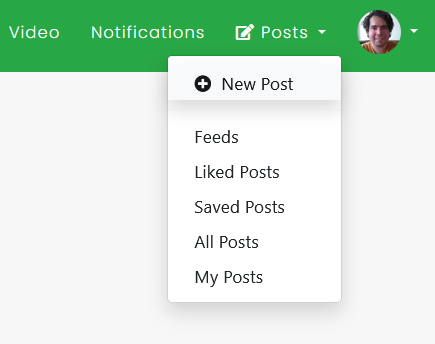 Video Notifications Posts
New Post
Feeds
Liked Posts
Saved Posts
All Posts
My Posts